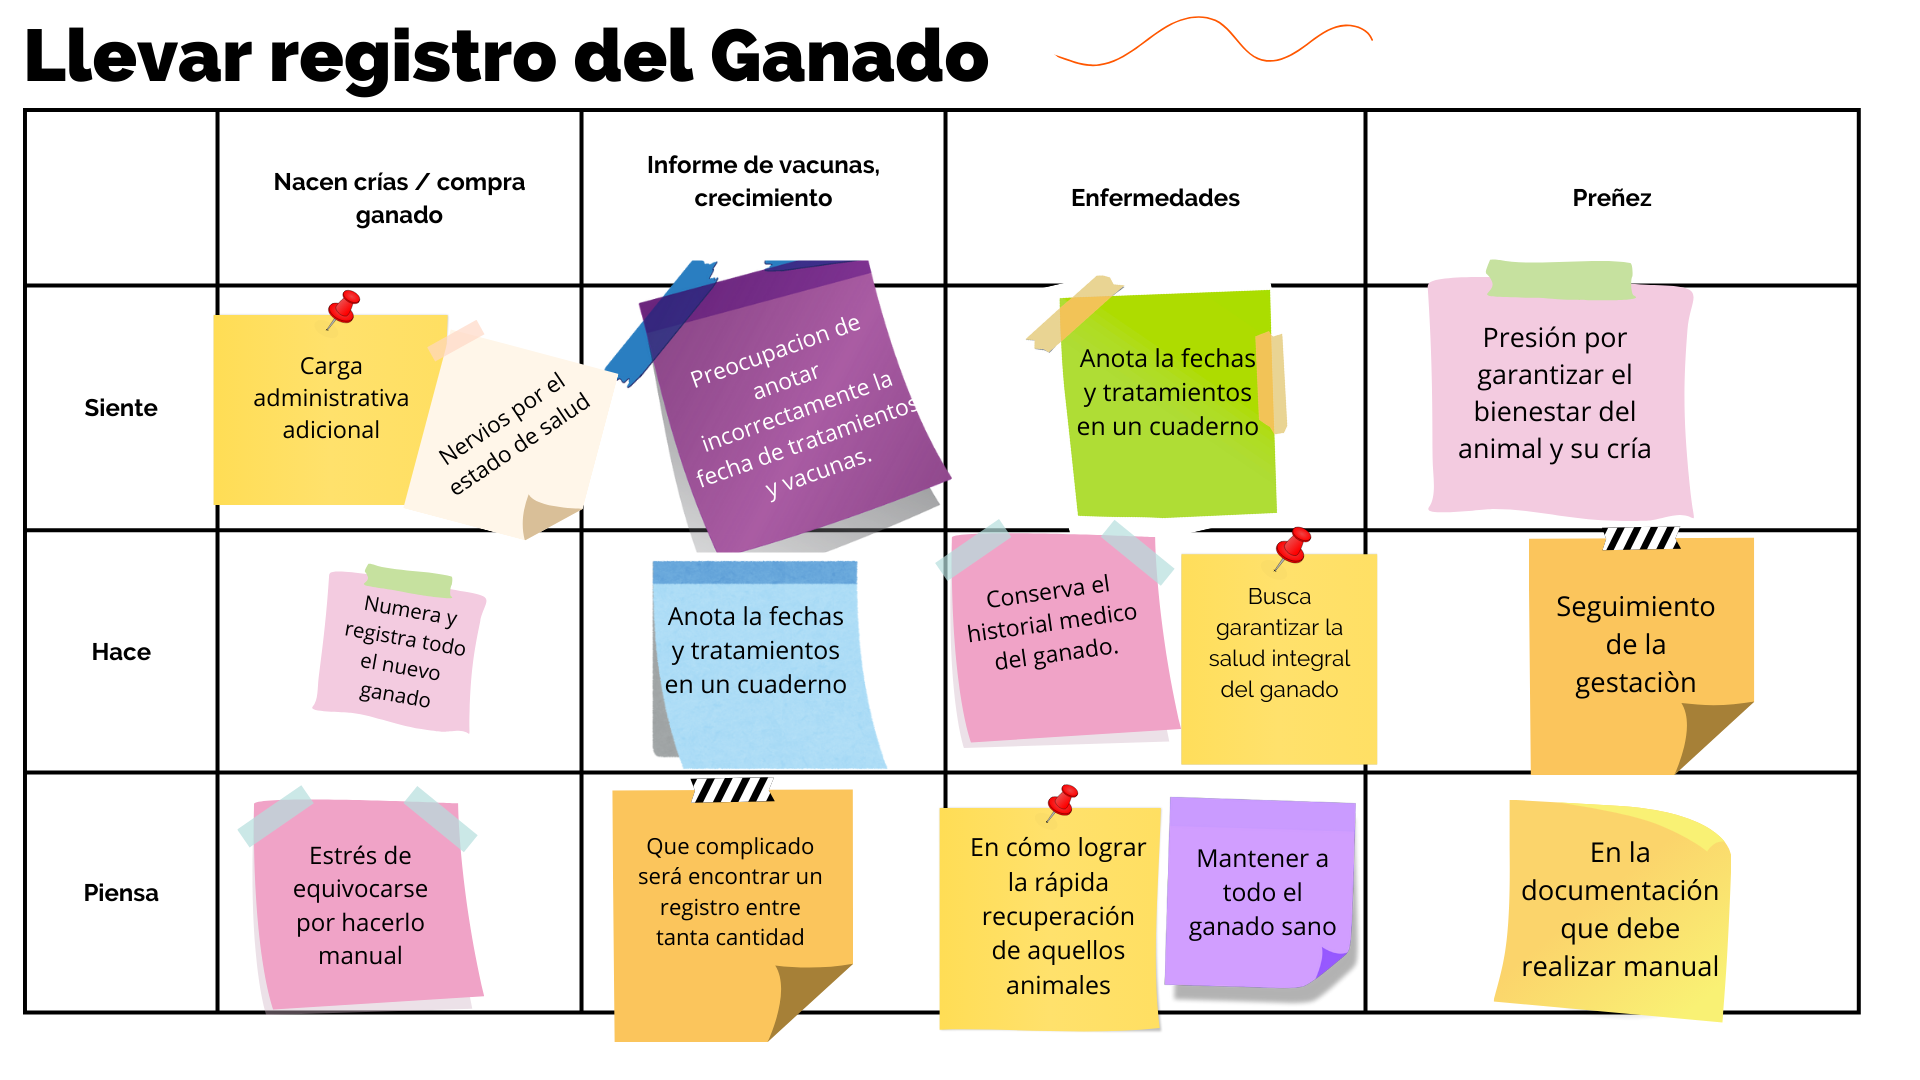 Llevar registro del Ganado
Nacen crías / compra
ganado
Informe de vacunas,
crecimiento
Enfermedades
Preñez
Siente
Carga
administrativa
adicional
Nervios por el
estado de salud
Preocupacion de
anotar
incorrectamente la
fecha de tratamientos
y vacunas.
Anota la fechas
y tratamientos
en un cuaderno
Presión por
garantizar el
bienestar del
animal y su cría
Hace
Numera y
registra todo
el nuevo
ganado
Anota la fechas
y tratamientos
en un cuaderno
Conserva el
historial medico
del ganado.
Busca
garantizar la
salud integral
del ganado
Seguimiento
de la
gestaciòn
Piensa
Estrés de
equivocarse
por hacerlo
manual
Que complicado
será encontrar un
registro entre
tanta cantidad
En cómo lograr
la rápida
recuperación
de aquellos
animales
Mantener a
todo el
ganado sano
En la
documentación
que debe
realizar manual